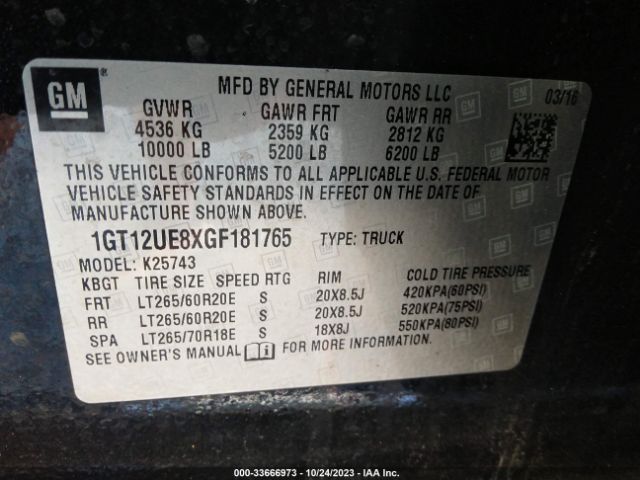 GM ®
MFD BY GENERAL MOTORS LLC
03/16
GVWR GAWR FRT GAWR RR
4536 KG 2359 KG 2812 KG
10000 LB 5200 LB 6200 LB
THIS VEHICLE CONFORMS TO ALL APPLICABLE U.S. FEDERAL MOTOR
VEHICLE SAFETY STANDARDS IN EFFECT ON THE DATE OF
MANUFACTURE SHOWN ABOVE.
1GT12UE8XGF181765 TYPE: TRUCK
MODEL: K25743
KBGT TIRE SIZE SPEED RTG RIM COLD TIRE PRESSURE
FRT LT265/60R20E S 20X8.5J 420KPA(60PSI)
RR LT265/60R20E S 20X8.5J 520KPA(75PSI)
SPA LT265/70R18E S 18X8J 550KPA(80PSI)
SEE OWNER'S MANUAL FOR MORE INFORMATION.
000-33666973 - 10/24/2023 - IAA Inc.